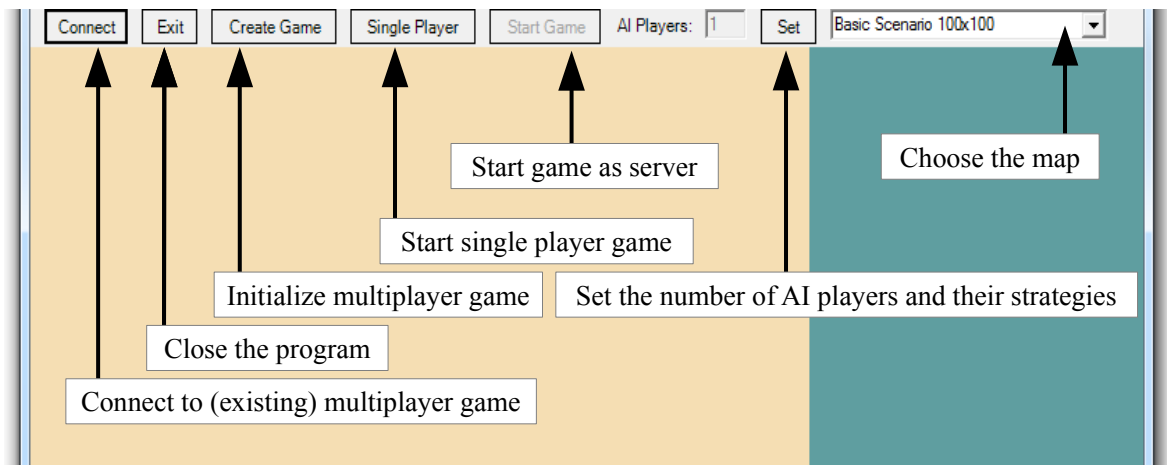 Connect Exit Create Game Single Player Start Game AI Players: 1 Set Basic Scenario 100x100
Start game as server
Choose the map
Start single player game
Initialize multiplayer game
Set the number of AI players and their strategies
Close the program
Connect to (existing) multiplayer game